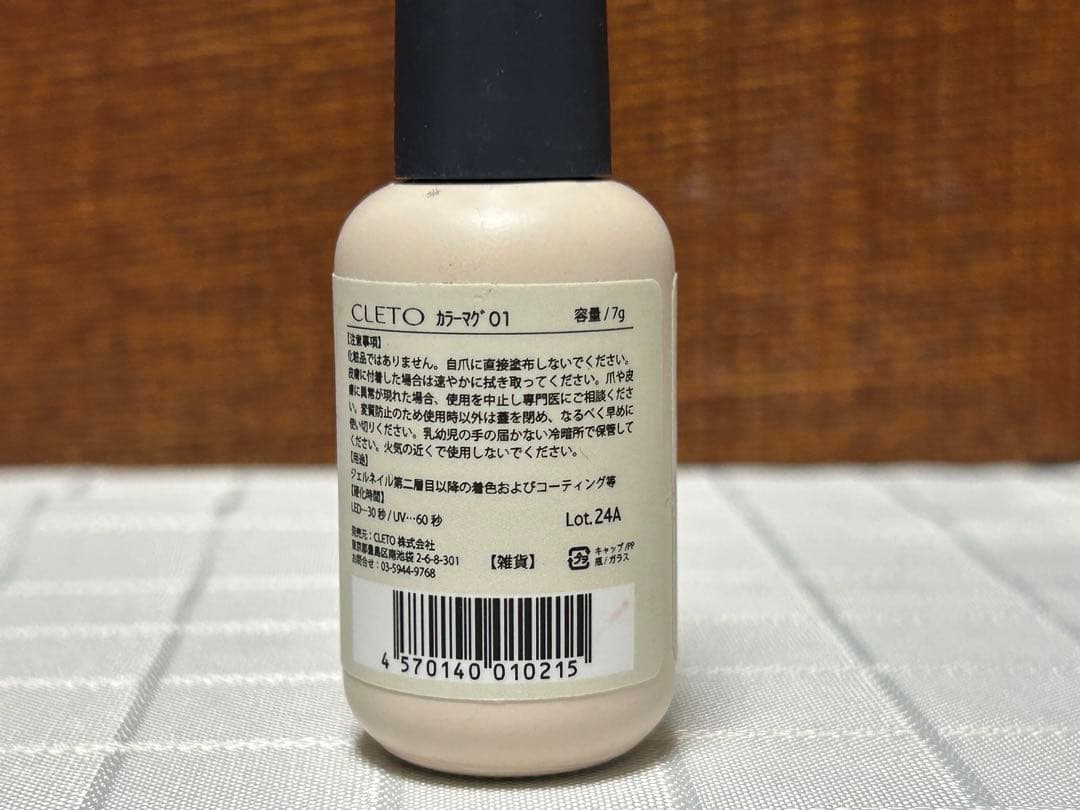 CLETO カラーマグ01 容量/7g
【注意事項】
化粧品ではありません。自爪に直接塗布しないでください。
皮膚に付着した場合は速やかに拭き取ってください。爪や皮
膚に異常が現れた場合、使用を中止し専門医にご相談くださ
い。変質防止のため使用時以外は蓋を閉め、なるべく早めに
使い切りください。乳幼児の手の届かない冷暗所で保管して
ください。火気の近くで使用しないでください。
【用途】
ジェルネイル第二層目以降の着色およびコーティング等
【硬化時間】
LED…30秒/UV…60秒
Lot.24A
発売元：CLETO 株式会社
東京都豊島区南池袋2-6-8-301
お問合せ：03-5944-9768
【雑貨】
プラ
キャップ/PP
瓶/ガラス
4 570140 010215